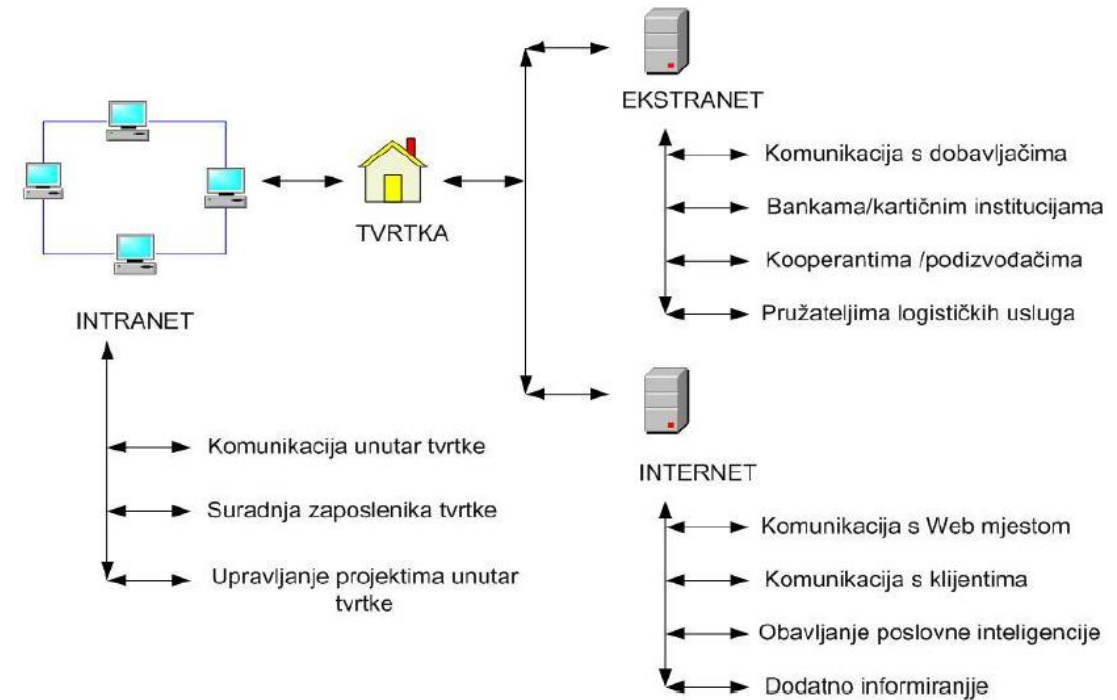 EKSTRANET
Komunikacija s dobavljačima
Bankama/kartičnim institucijama
Kooperantima /podizvođačima
Pružateljima logističkih usluga
TVRTKA
INTRANET
Komunikacija unutar tvrtke
Suradnja zaposlenika tvrtke
Upravljanje projektima unutar
tvrtke
INTERNET
Komunikacija s Web mjestom
Komunikacija s klijentima
Obavljanje poslovne inteligencije
Dodatno informiranjje